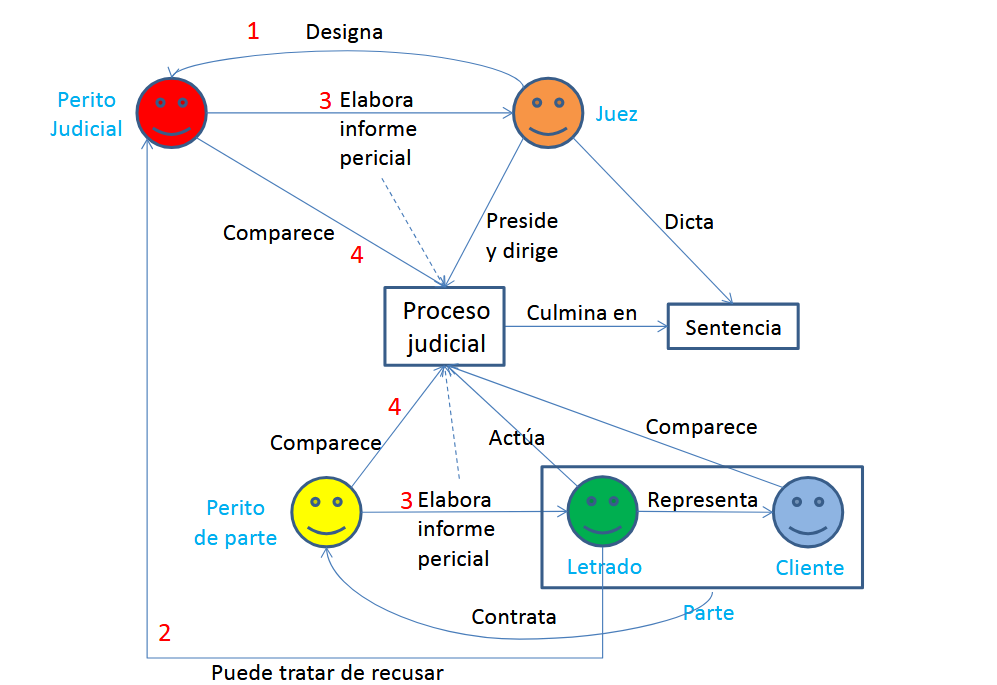 1 Designa
Perito
Judicial
3 Elabora
informe
pericial
Juez
Comparece
4
Preside
y dirige
Dicta
Proceso
judicial
Culmina en
Sentencia
4
Comparece
Actúa
Comparece
Perito
de parte
3 Elabora
informe
pericial
Representa
Letrado
Cliente
Contrata
Parte
2
Puede tratar de recusar